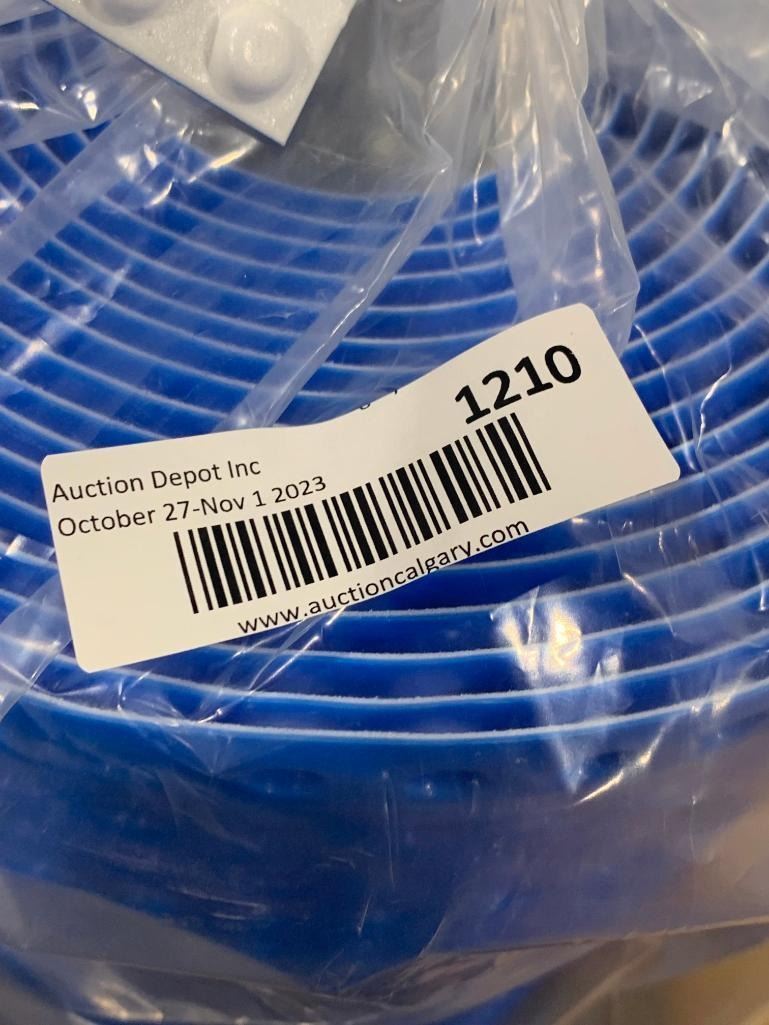 1210
Auction Depot Inc
October 27-Nov 1 2023
www.auctioncalgary.com